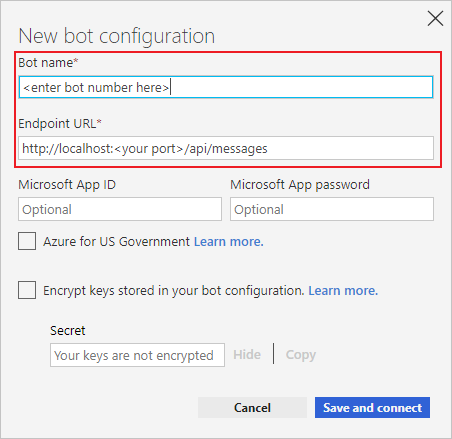 New bot configuration
Bot name*
<enter bot number here>
Endpoint URL*
http://localhost:<your port>/api/messages
Microsoft App ID Microsoft App password
Optional Optional
Azure for US Government Learn more.
Encrypt keys stored in your bot configuration. Learn more.
Secret
Your keys are not encrypted Hide Copy
Cancel Save and connect